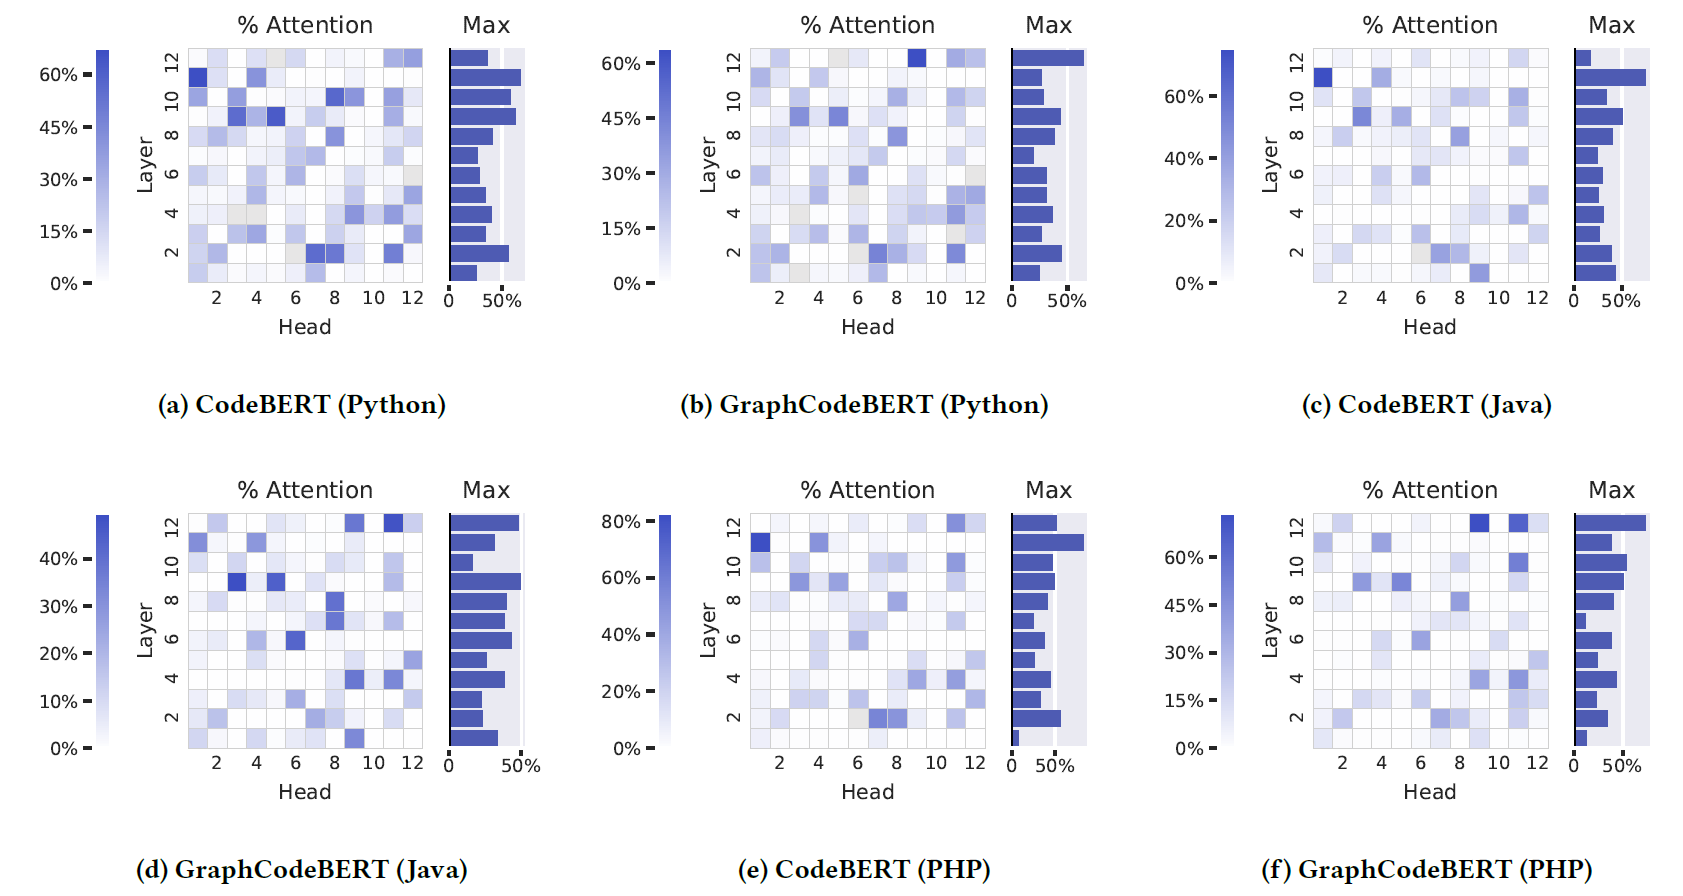 % Attention Max
60%
45%
30%
15%
0%
Layer
12
10
8
6
4
2
2 4 6 8 10 12
Head
0 50%
(a) CodeBERT (Python)
% Attention Max
60%
45%
30%
15%
0%
Layer
12
10
8
6
4
2
2 4 6 8 10 12
Head
0 50%
(b) GraphCodeBERT (Python)
% Attention Max
60%
40%
20%
0%
Layer
12
10
8
6
4
2
2 4 6 8 10 12
Head
0 50%
(c) CodeBERT (Java)
% Attention Max
40%
30%
20%
10%
0%
Layer
12
10
8
6
4
2
2 4 6 8 10 12
Head
0 50%
(d) GraphCodeBERT (Java)
% Attention Max
80%
60%
40%
20%
0%
Layer
12
10
8
6
4
2
2 4 6 8 10 12
Head
0 50%
(e) CodeBERT (PHP)
% Attention Max
60%
45%
30%
15%
0%
Layer
12
10
8
6
4
2
2 4 6 8 10 12
Head
0 50%
(f) GraphCodeBERT (PHP)